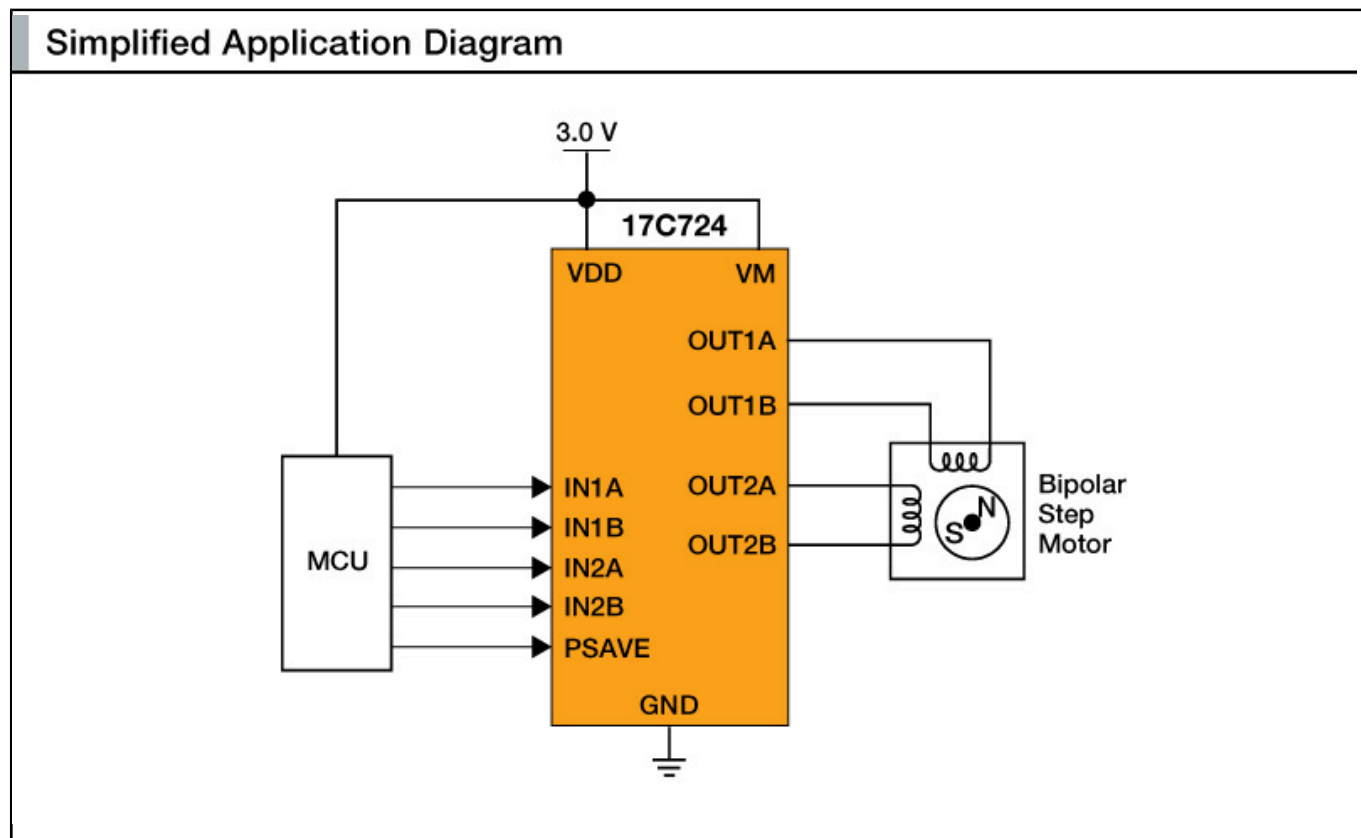 Simplified Application Diagram
3.0 V
17C724
VDD
VM
OUT1A
OUT1B
OUT2A
OUT2B
IN1A
IN1B
IN2A
IN2B
PSAVE
GND
MCU
N
S
Bipolar
Step
Motor